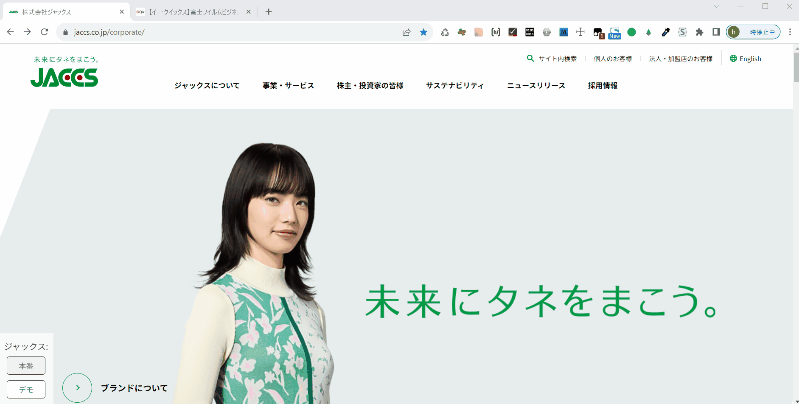 株式会社ジャックス
【イークイックス】富士フイルムビジネ
jaccs.co.jp/corporate/
New
h
一時停止中
未来にタネをまこう。
JACCS
サイト内検索
個人のお客様
法人・加盟店のお客様
English
ジャックスについて
事業・サービス
株主・投資家の皆様
サステナビリティ
ニュースリリース
採用情報
未来にタネをまこう。
ジャックス:
本番
デモ
ブランドについて